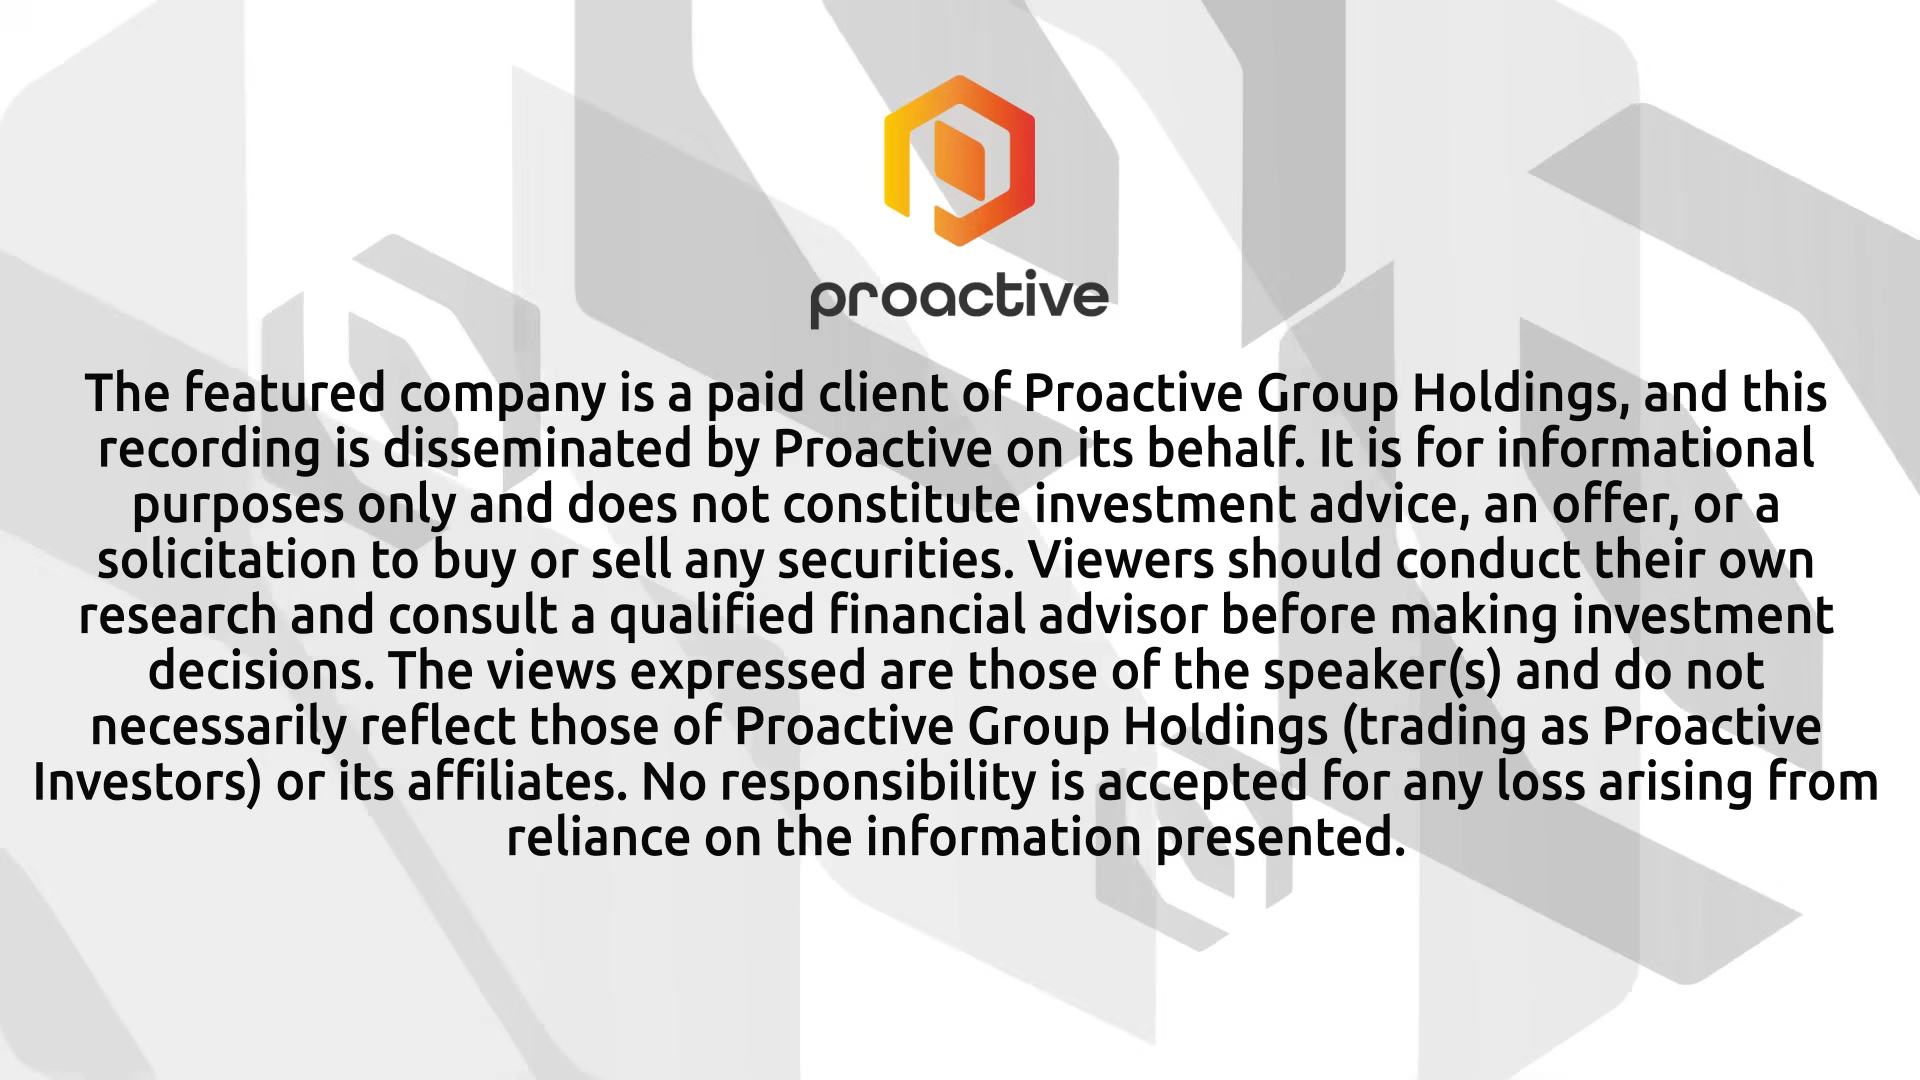 proactive
The featured company is a paid client of Proactive Group Holdings, and this
recording is disseminated by Proactive on its behalf. It is for informational
purposes only and does not constitute investment advice, an offer, or a
solicitation to buy or sell any securities. Viewers should conduct their own
research and consult a qualified financial advisor before making investment
decisions. The views expressed are those of the speaker(s) and do not
necessarily reflect those of Proactive Group Holdings (trading as Proactive
Investors) or its affiliates. No responsibility is accepted for any loss arising from
reliance on the information presented.